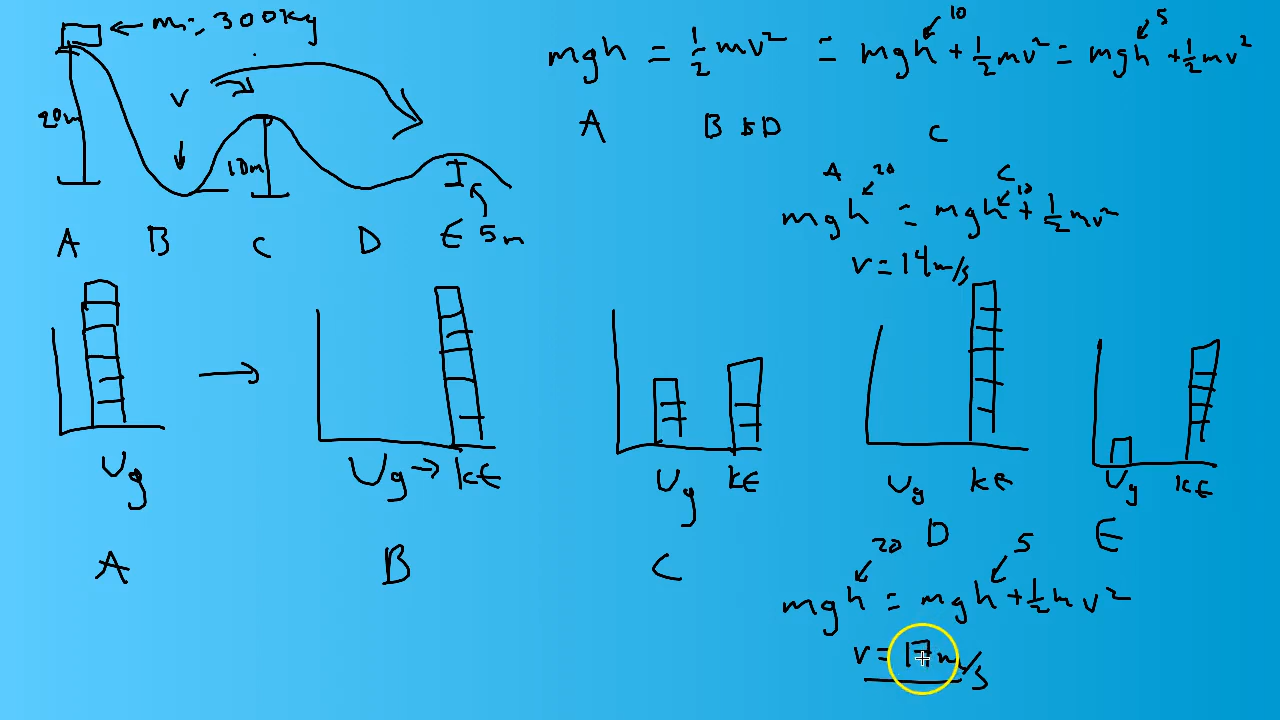 m = 300kg
20m
V
10m
A B C D E 5m
10 5
mgh = ½mv² = mgh + ½mv² = mgh + ½mv²
A B & D C
A 20 C 10
mgh = mgh + ½mv²
v = 14m/s
Ug
A
Ug → KE
B
Ug KE
C
Ug KE
D
Ug KE
E
20 5
mgh = mgh + ½mv²
v = 17m/s